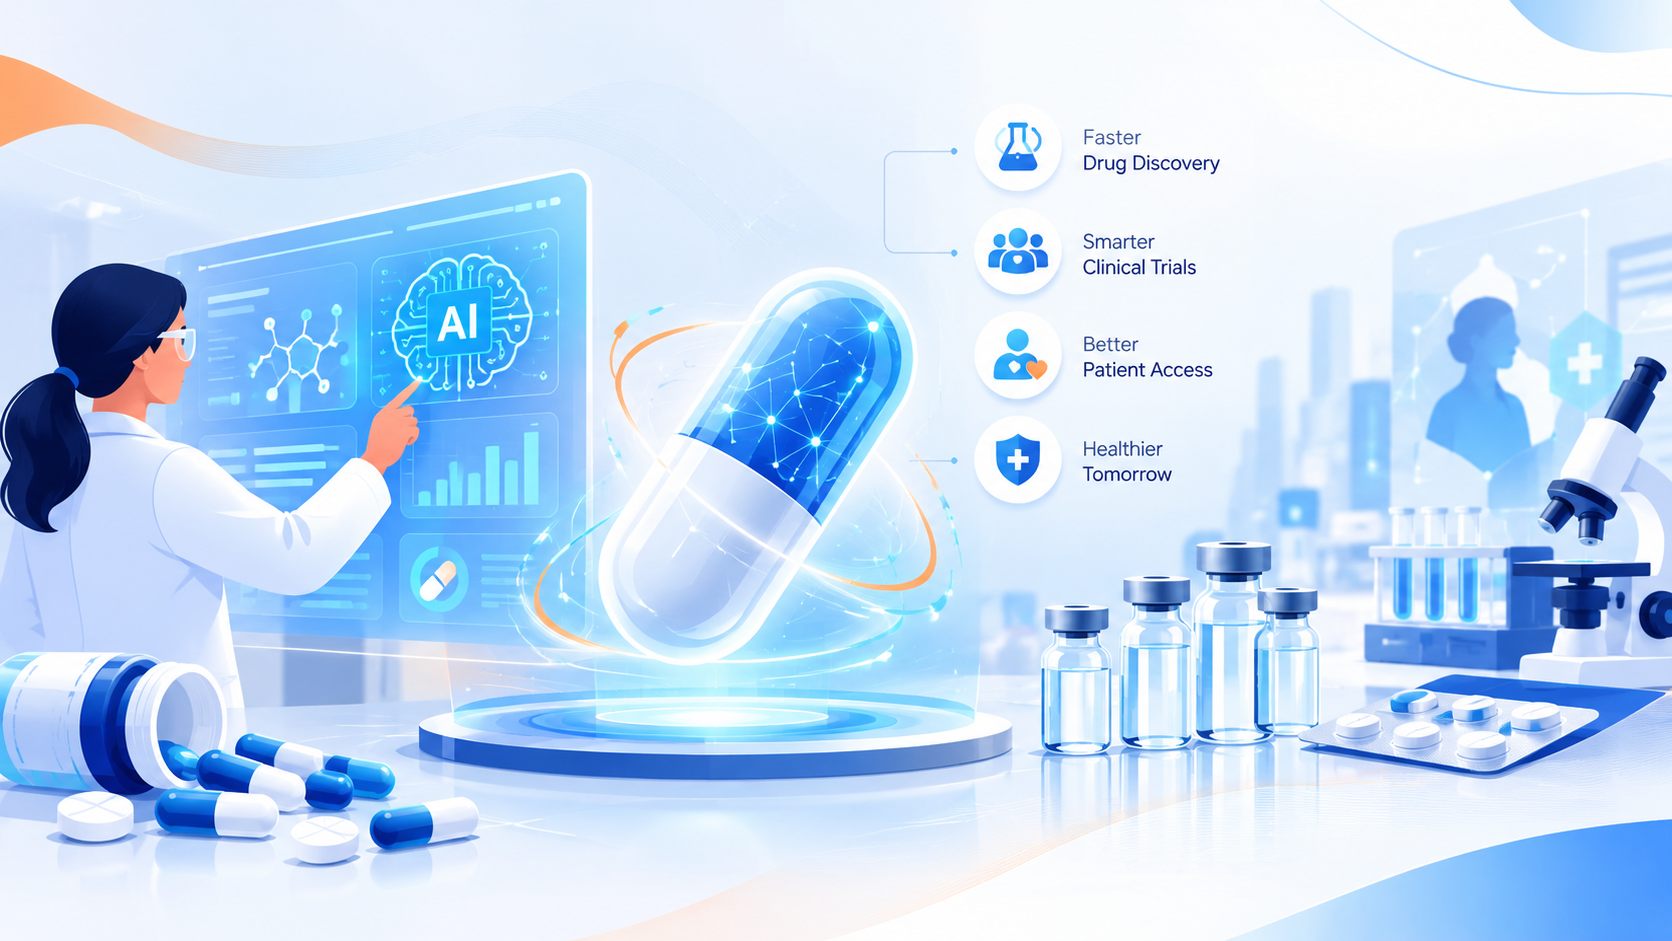 AI
Faster
Drug Discovery
Smarter
Clinical Trials
Better
Patient Access
Healthier
Tomorrow